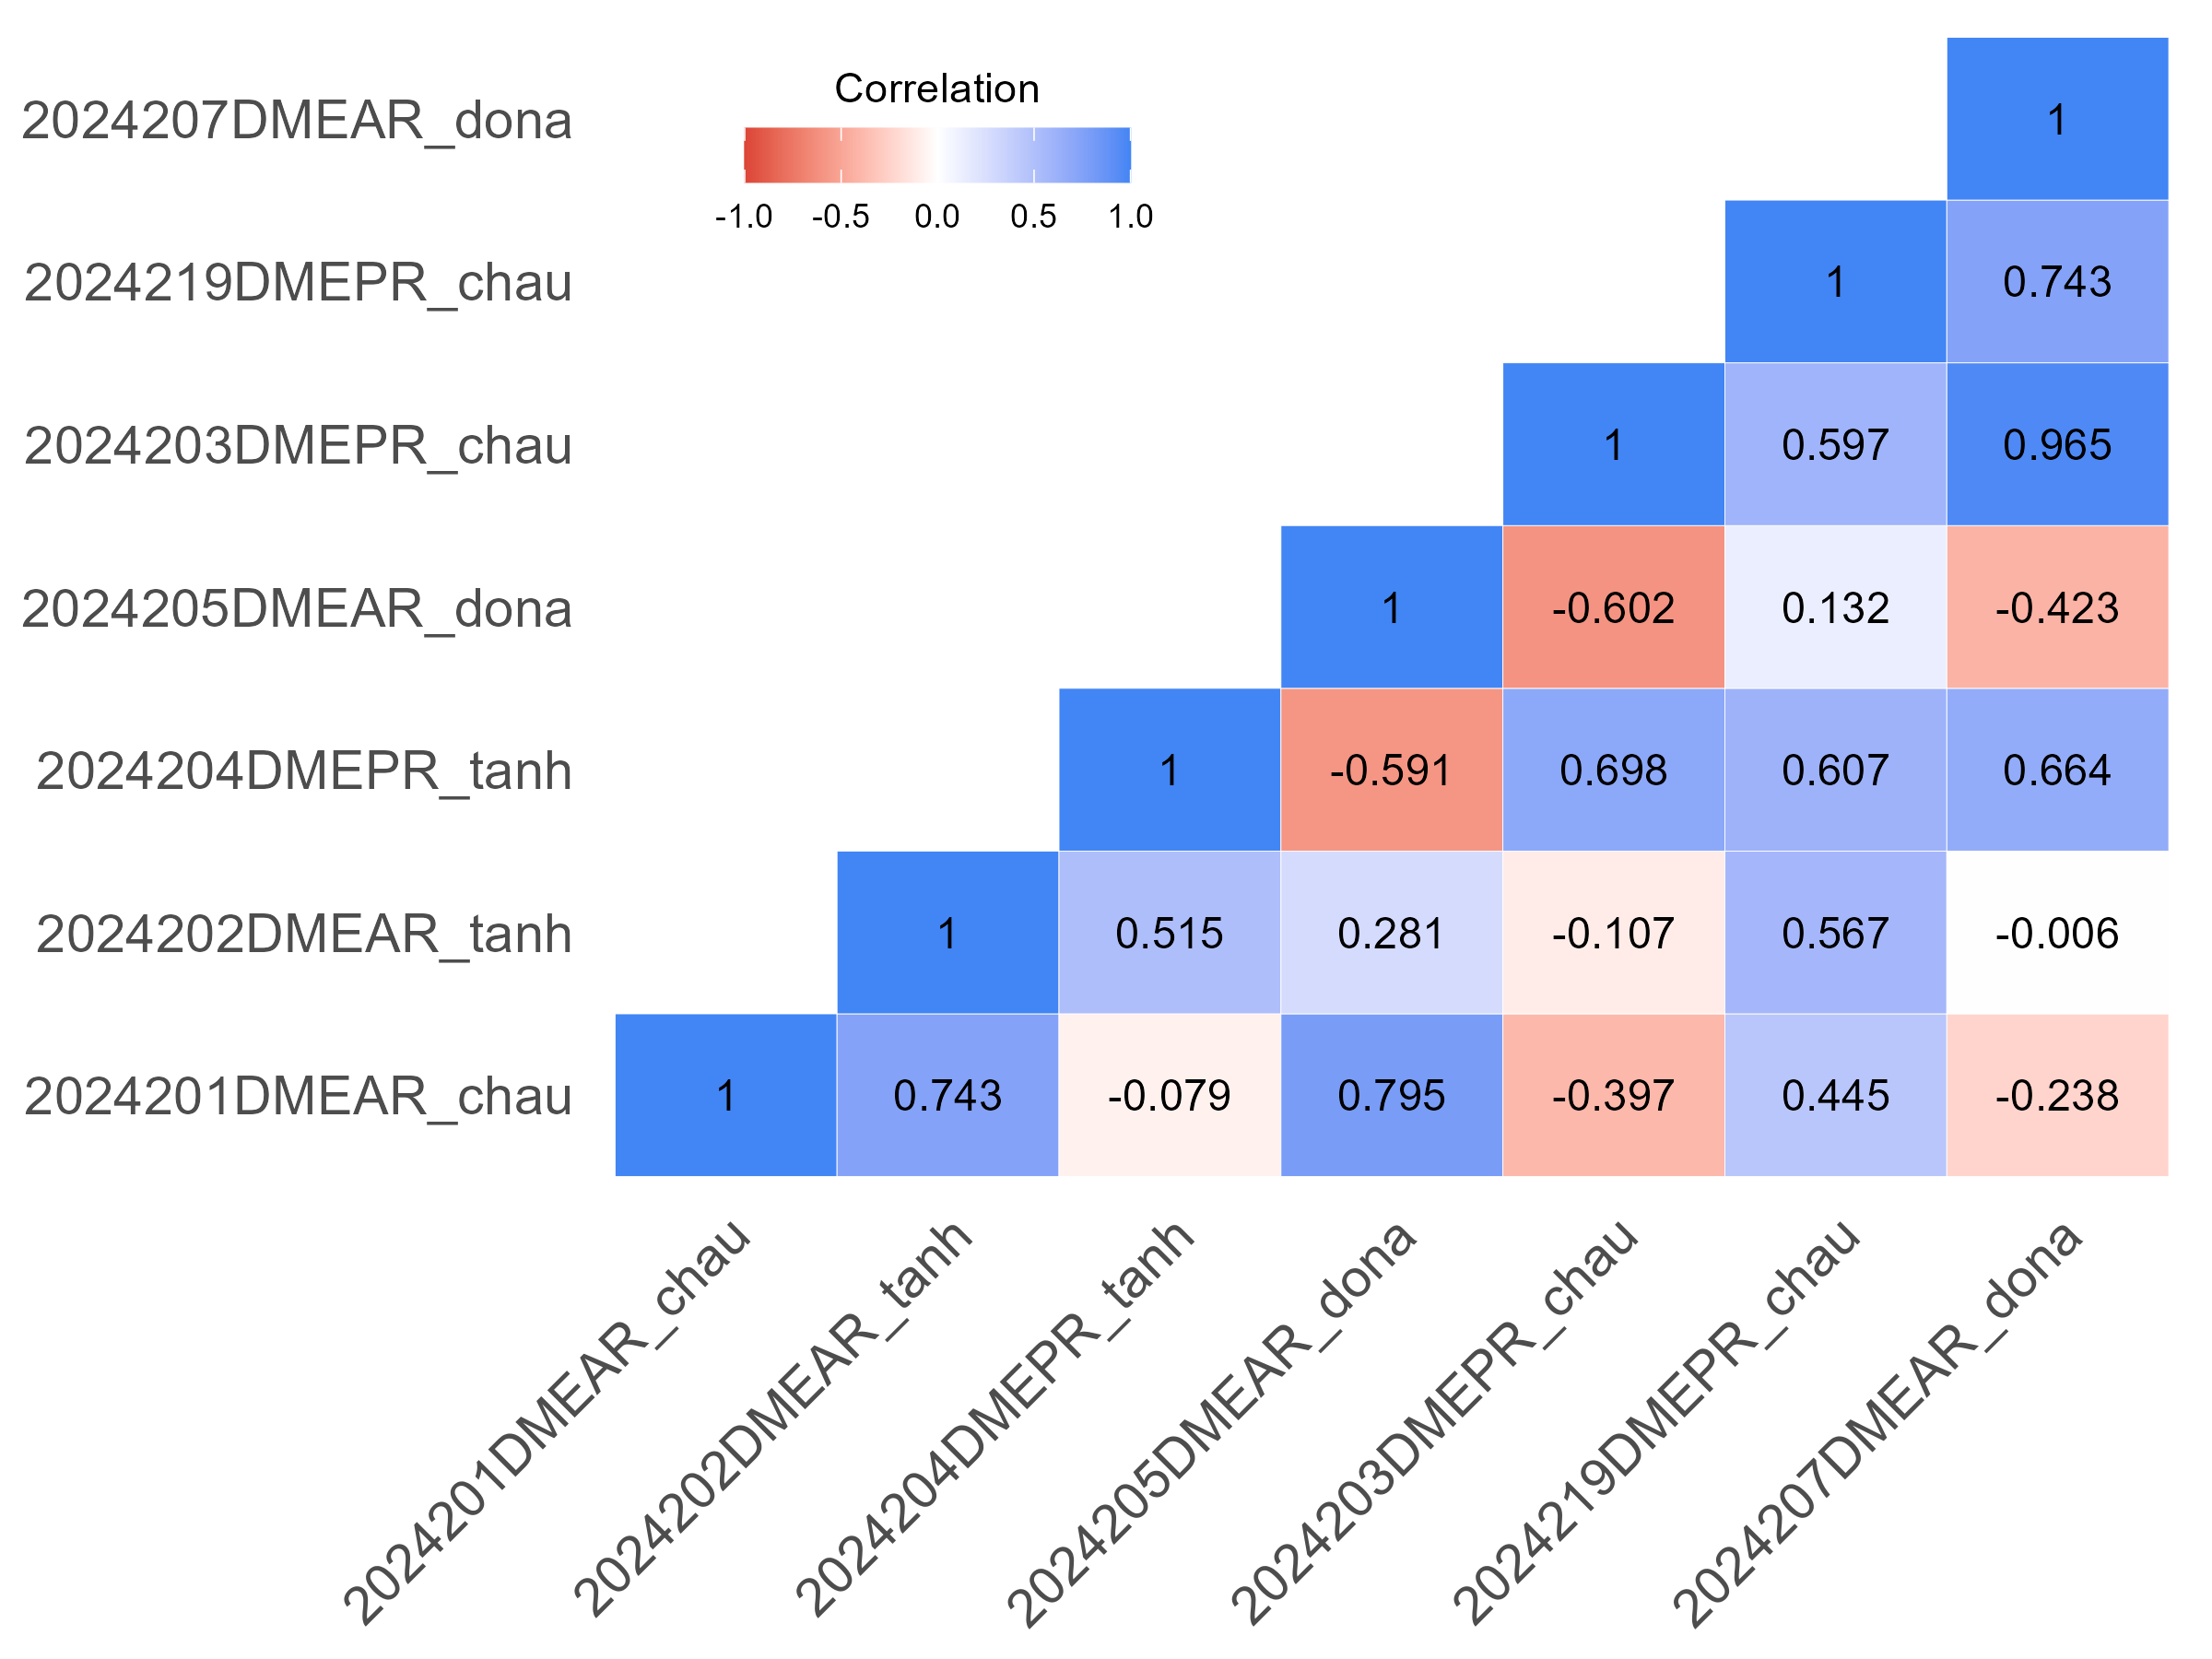 Correlation
-1.0 -0.5 0.0 0.5 1.0
2024207DMEAR_dona 1
2024219DMEPR_chau 1 0.743
2024203DMEPR_chau 1 0.597 0.965
2024205DMEAR_dona 1 -0.602 0.132 -0.423
2024204DMEPR_tanh 1 -0.591 0.698 0.607 0.664
2024202DMEAR_tanh 1 0.515 0.281 -0.107 0.567 -0.006
2024201DMEAR_chau 1 0.743 -0.079 0.795 -0.397 0.445 -0.238
2024201DMEAR_chau
2024202DMEAR_tanh
2024204DMEPR_tanh
2024205DMEAR_dona
2024203DMEPR_chau
2024219DMEPR_chau
2024207DMEAR_dona